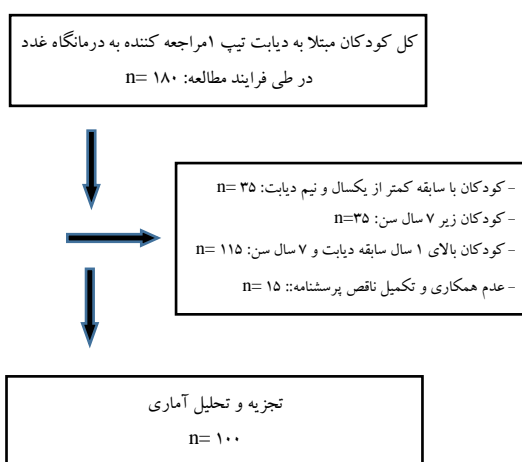 کل کودکان مبتلا به دیابت تیپ ۱مراجعه کننده به درمانگاه غدد
در طی فرایند مطالعه: ۱۸۰ =n
- کودکان با سابقه کمتر از یکسال و نیم دیابت: ۳۵ =n
- کودکان زیر ۷ سال سن: ۳۵=n
- کودکان بالای ۱ سال سابقه دیابت و ۷ سال سن: ۱۱۵ =n
- عدم همکاری و تکمیل ناقص پرسشنامه:: ۱۵ =n
تجزیه و تحلیل آماری
n= ۱۰۰